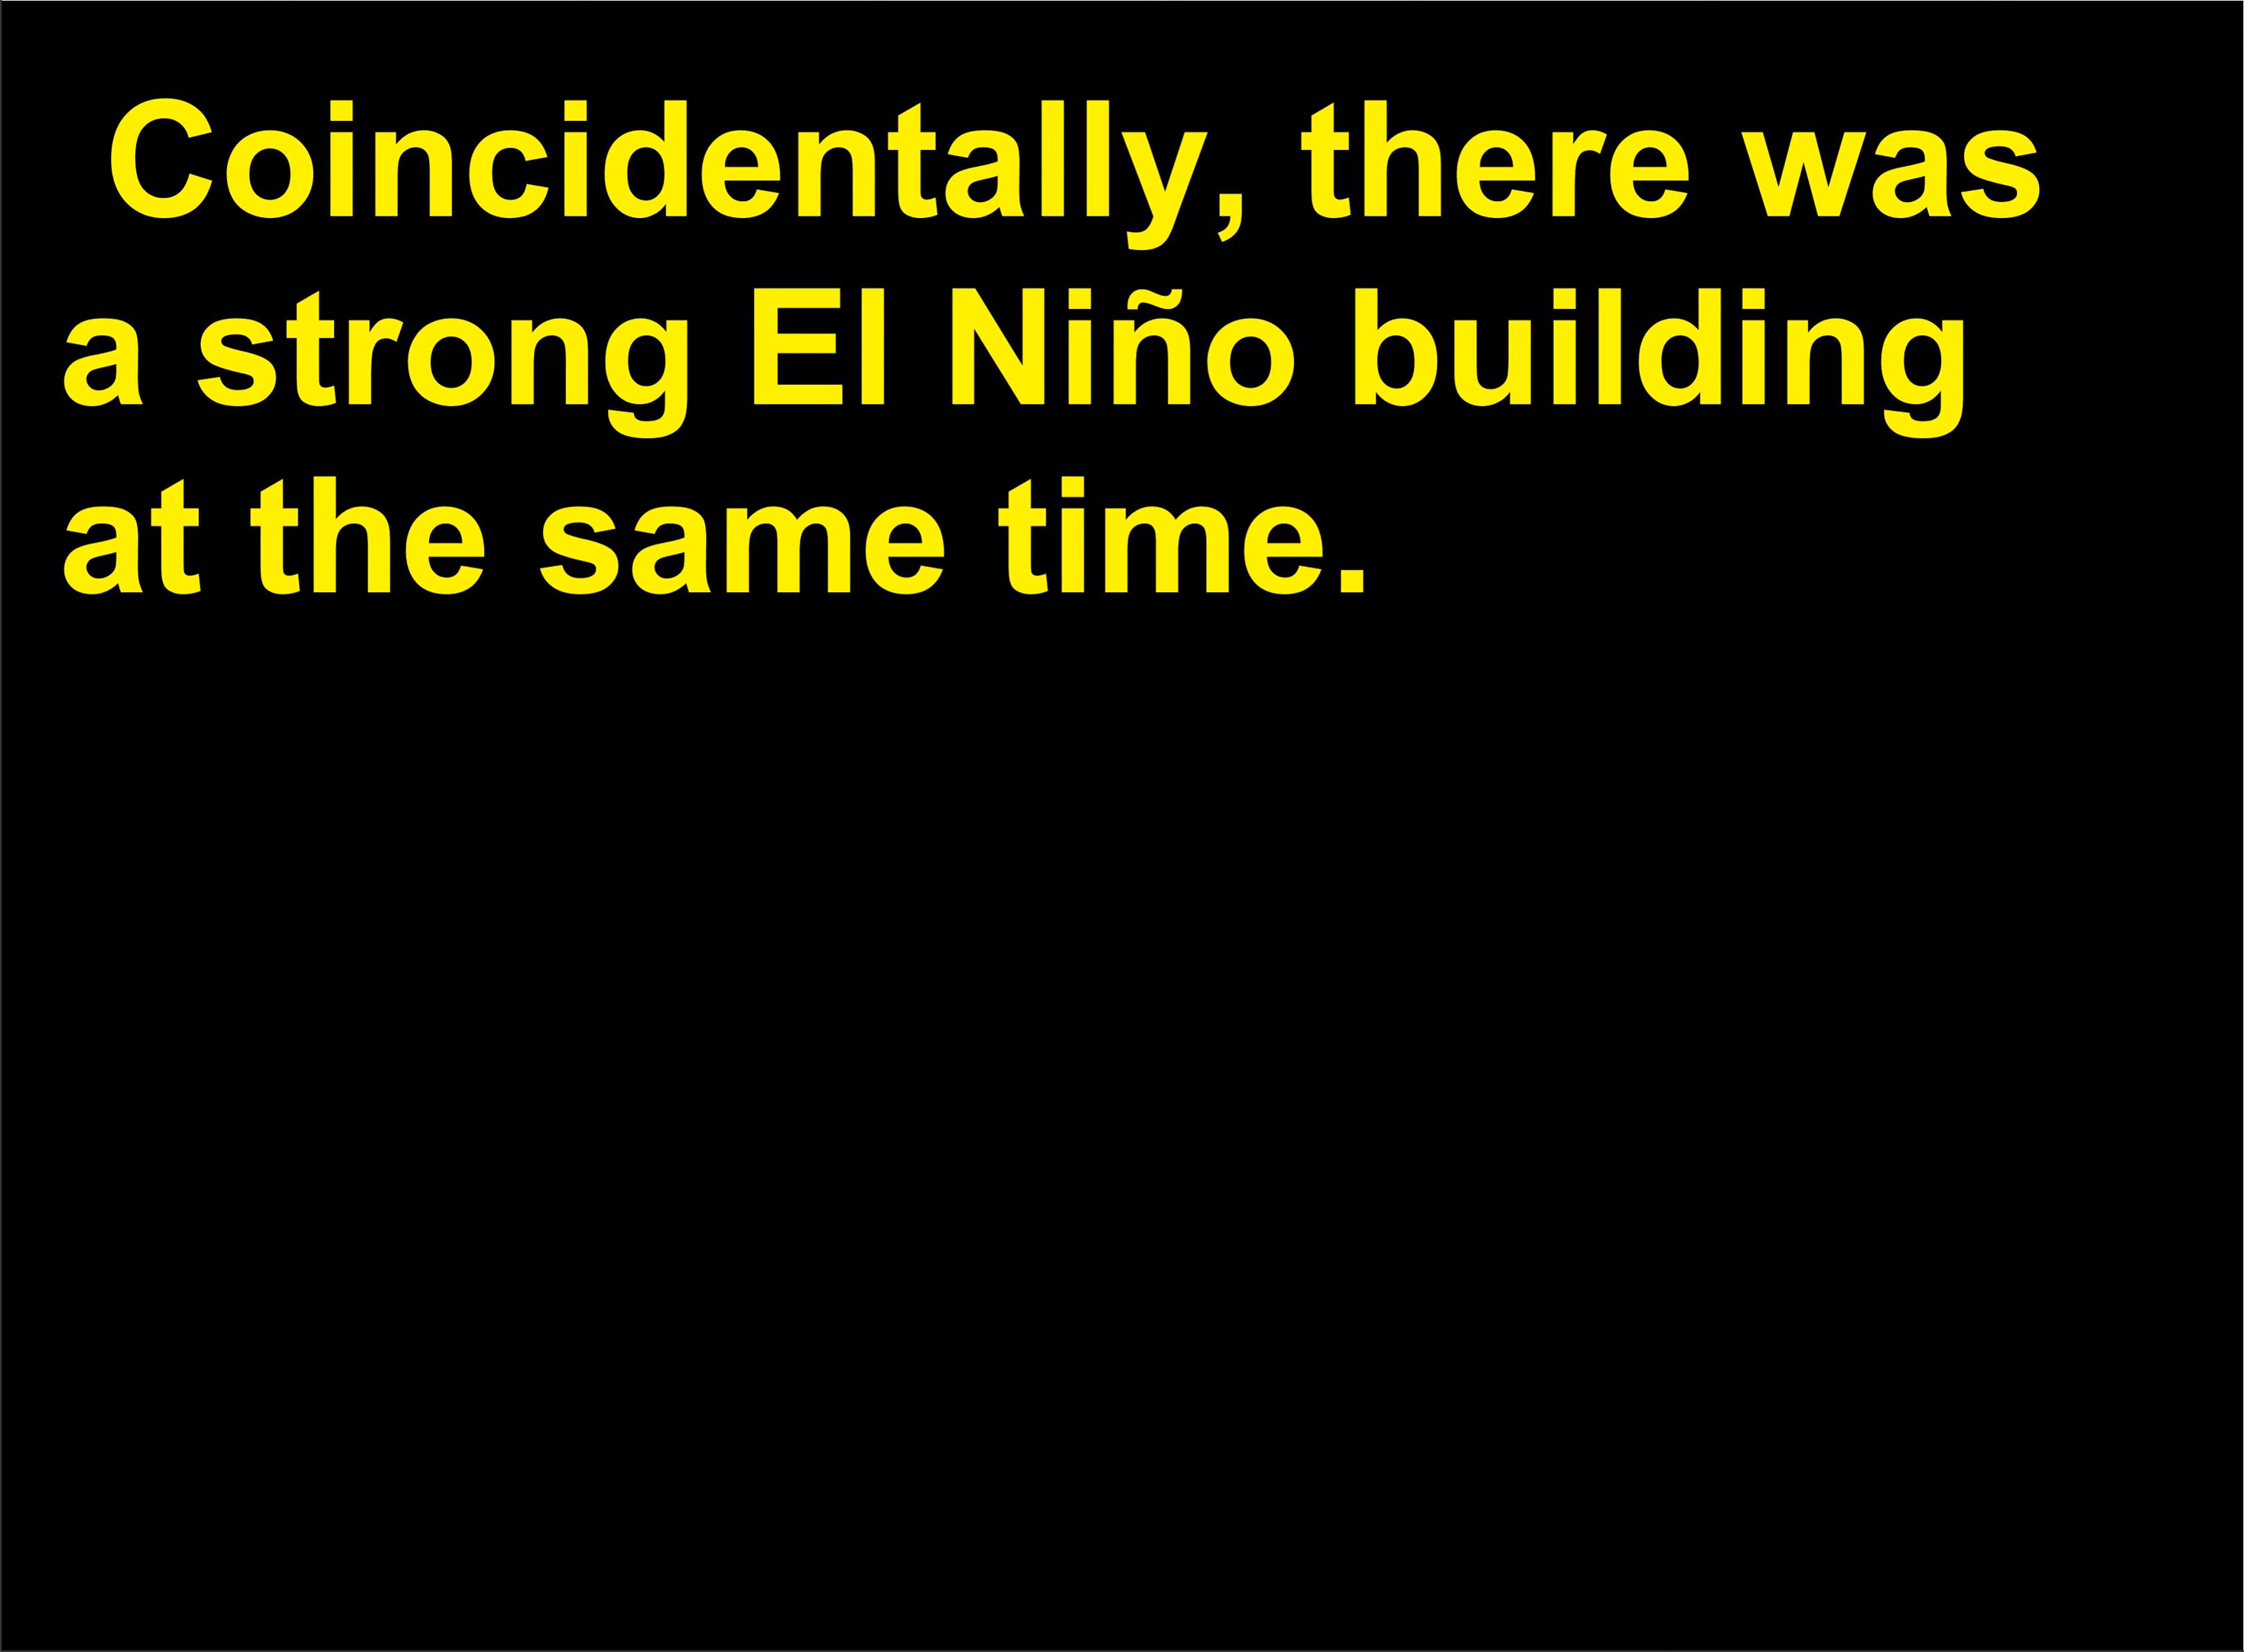 Coincidentally, there was
a strong El Niño building
at the same time.